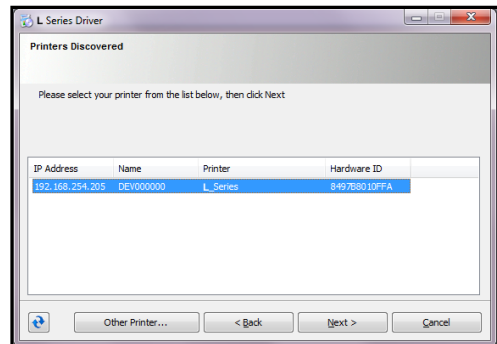 L Series Driver
Printers Discovered
Please select your printer from the list below, then click Next
IP Address Name Printer Hardware ID
192.168.254.205 DEV000000 L_Series 8497B8010FFA
Other Printer... < Back Next > Cancel